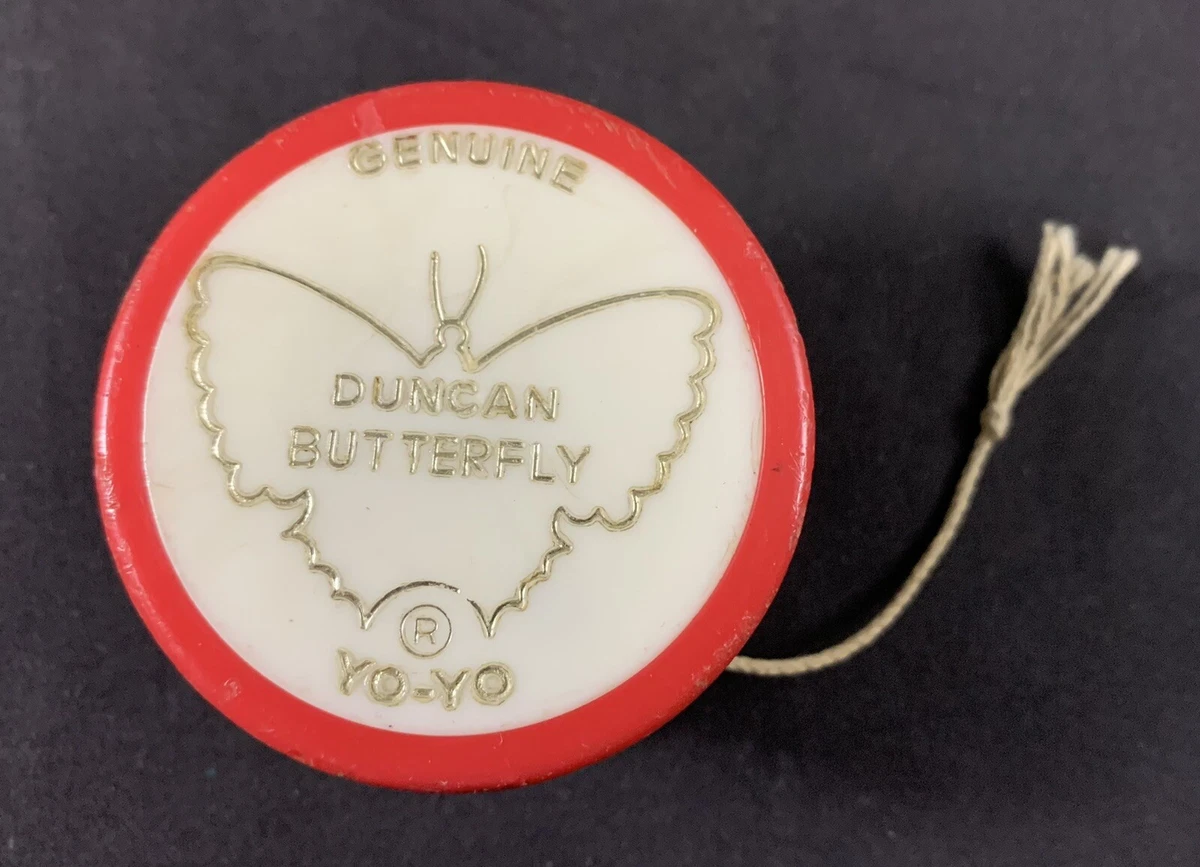 GENUINE
DUNCAN
BUTTERFLY
®
YO-YO